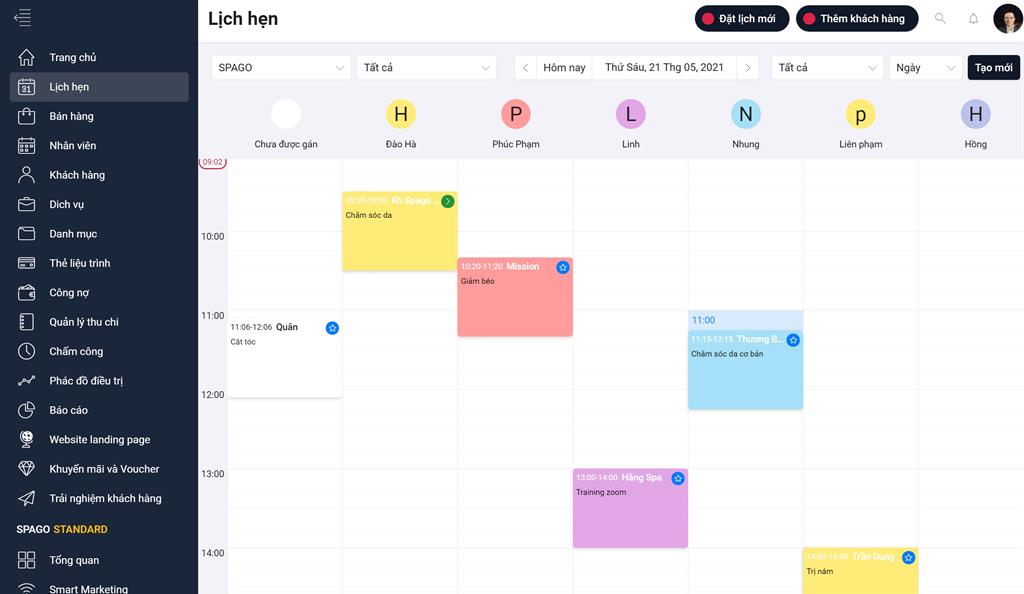 Lịch hẹn
Đặt lịch mới
Thêm khách hàng
Trang chủ
Lịch hẹn
Bán hàng
Nhân viên
Khách hàng
Dịch vụ
Danh mục
Thẻ liệu trình
Công nợ
Quản lý thu chi
Chấm công
Phác đồ điều trị
Báo cáo
Website landing page
Khuyến mãi và Voucher
Trải nghiệm khách hàng
SPAGO STANDARD
Tổng quan
Smart Marketing
SPAGO
Tất cả
Hôm nay
Thứ Sáu, 21 Thg 05, 2021
Tất cả
Ngày
Tạo mới
H
P
L
N
p
H
Chưa được gán
Đào Hà
Phúc Phạm
Linh
Nhung
Liên phạm
Hồng
09:02
09:30-10:30 Kh Spago...
Chăm sóc da
10:00
10:20-11:20 Mission
Giảm béo
11:00
11:06-12:06 Quân
Cắt tóc
11:00
11:15-12:15 Thương B...
Chăm sóc da cơ bản
12:00
13:00
13:00-14:00 Hằng Spa
Training zoom
14:00
14:00-15:00 Trần Dung
Trị nám